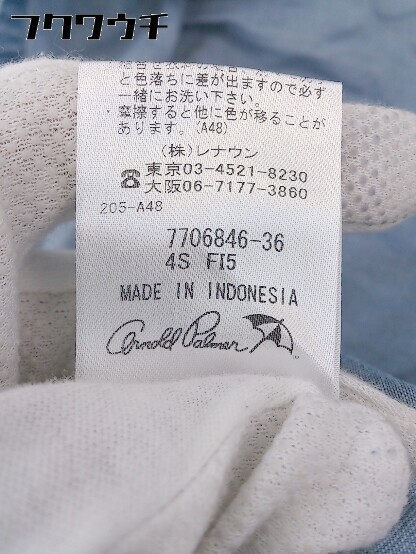 フクワウチ
と色落ちに差が出ますので必ず
一緒にお洗い下さい。
・摩擦すると他に色が移ることが
あります。(A48)
(株)レナウン
東京03-4521-8230
☎大阪06-7177-3860
205-A48
7706846-36
4S FI5
MADE IN INDONESIA
Arnold Palmer